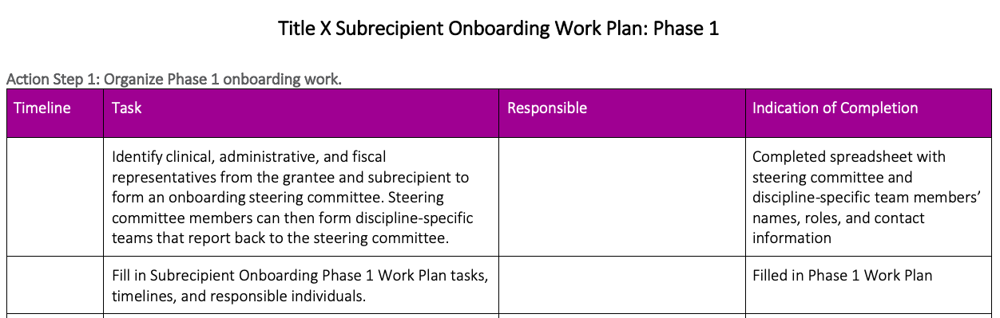 Title X Subrecipient Onboarding Work Plan: Phase 1
Action Step 1: Organize Phase 1 onboarding work.
Timeline
Task
Responsible
Indication of Completion
Identify clinical, administrative, and fiscal
representatives from the grantee and subrecipient to
form an onboarding steering committee. Steering
committee members can then form discipline-specific
teams that report back to the steering committee.
Completed spreadsheet with
steering committee and
discipline-specific team members’
names, roles, and contact
information
Fill in Subrecipient Onboarding Phase 1 Work Plan tasks,
timelines, and responsible individuals.
Filled in Phase 1 Work Plan